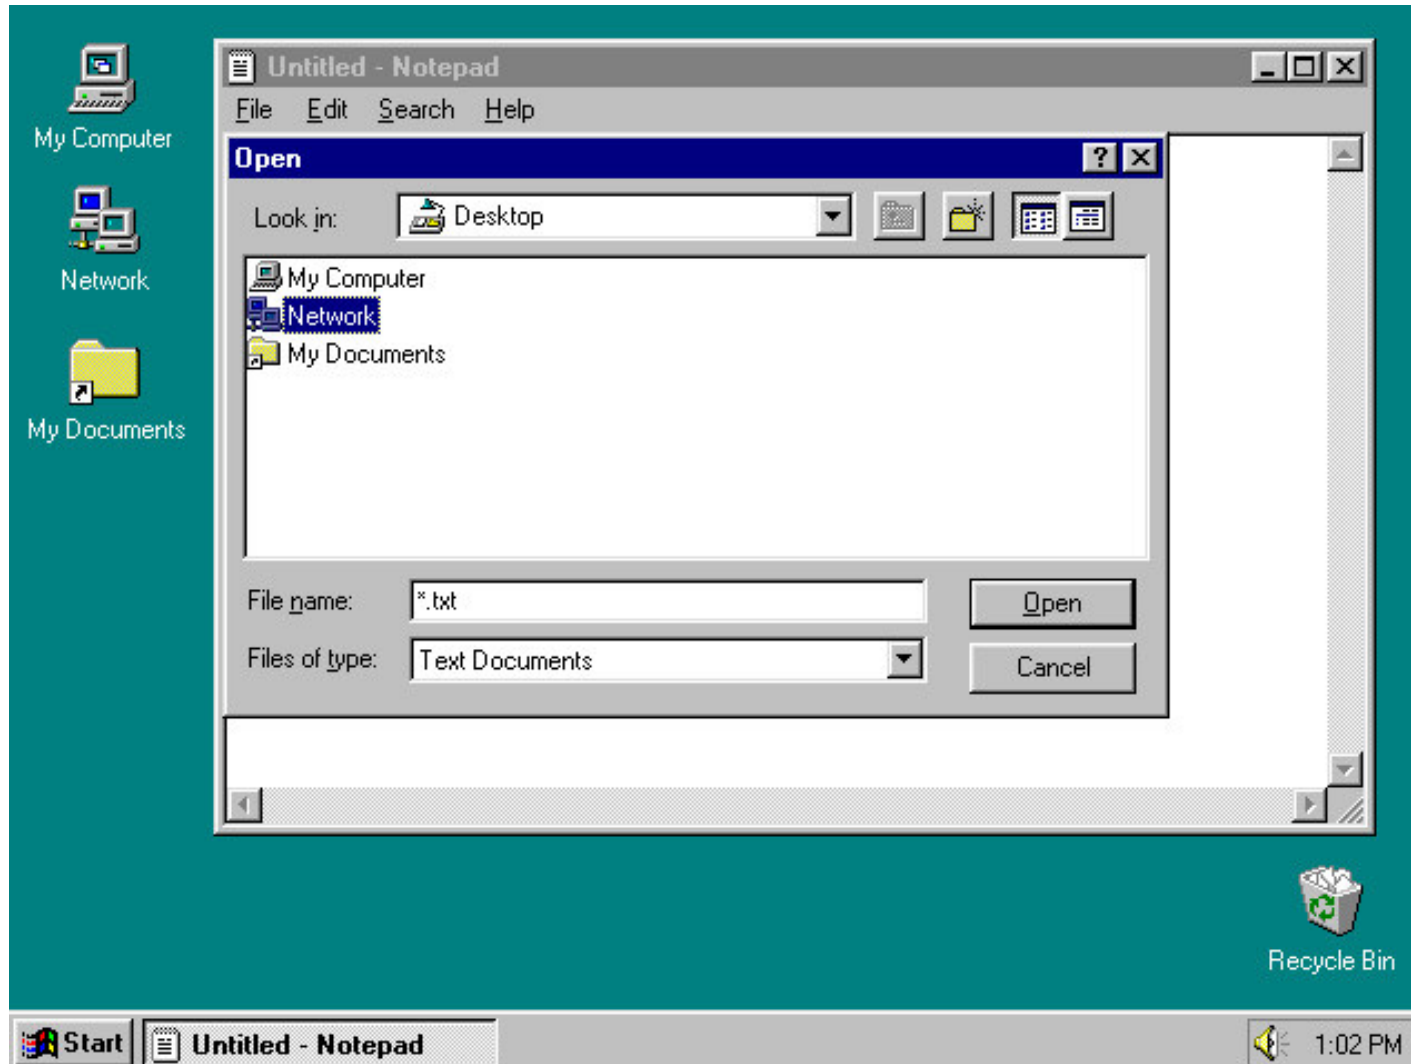 My Computer
Network
My Documents
Untitled - Notepad
File Edit Search Help
Open
Look in: Desktop
My Computer
Network
My Documents
File name: *.txt Open
Files of type: Text Documents Cancel
Recycle Bin
Start Untitled - Notepad 1:02 PM